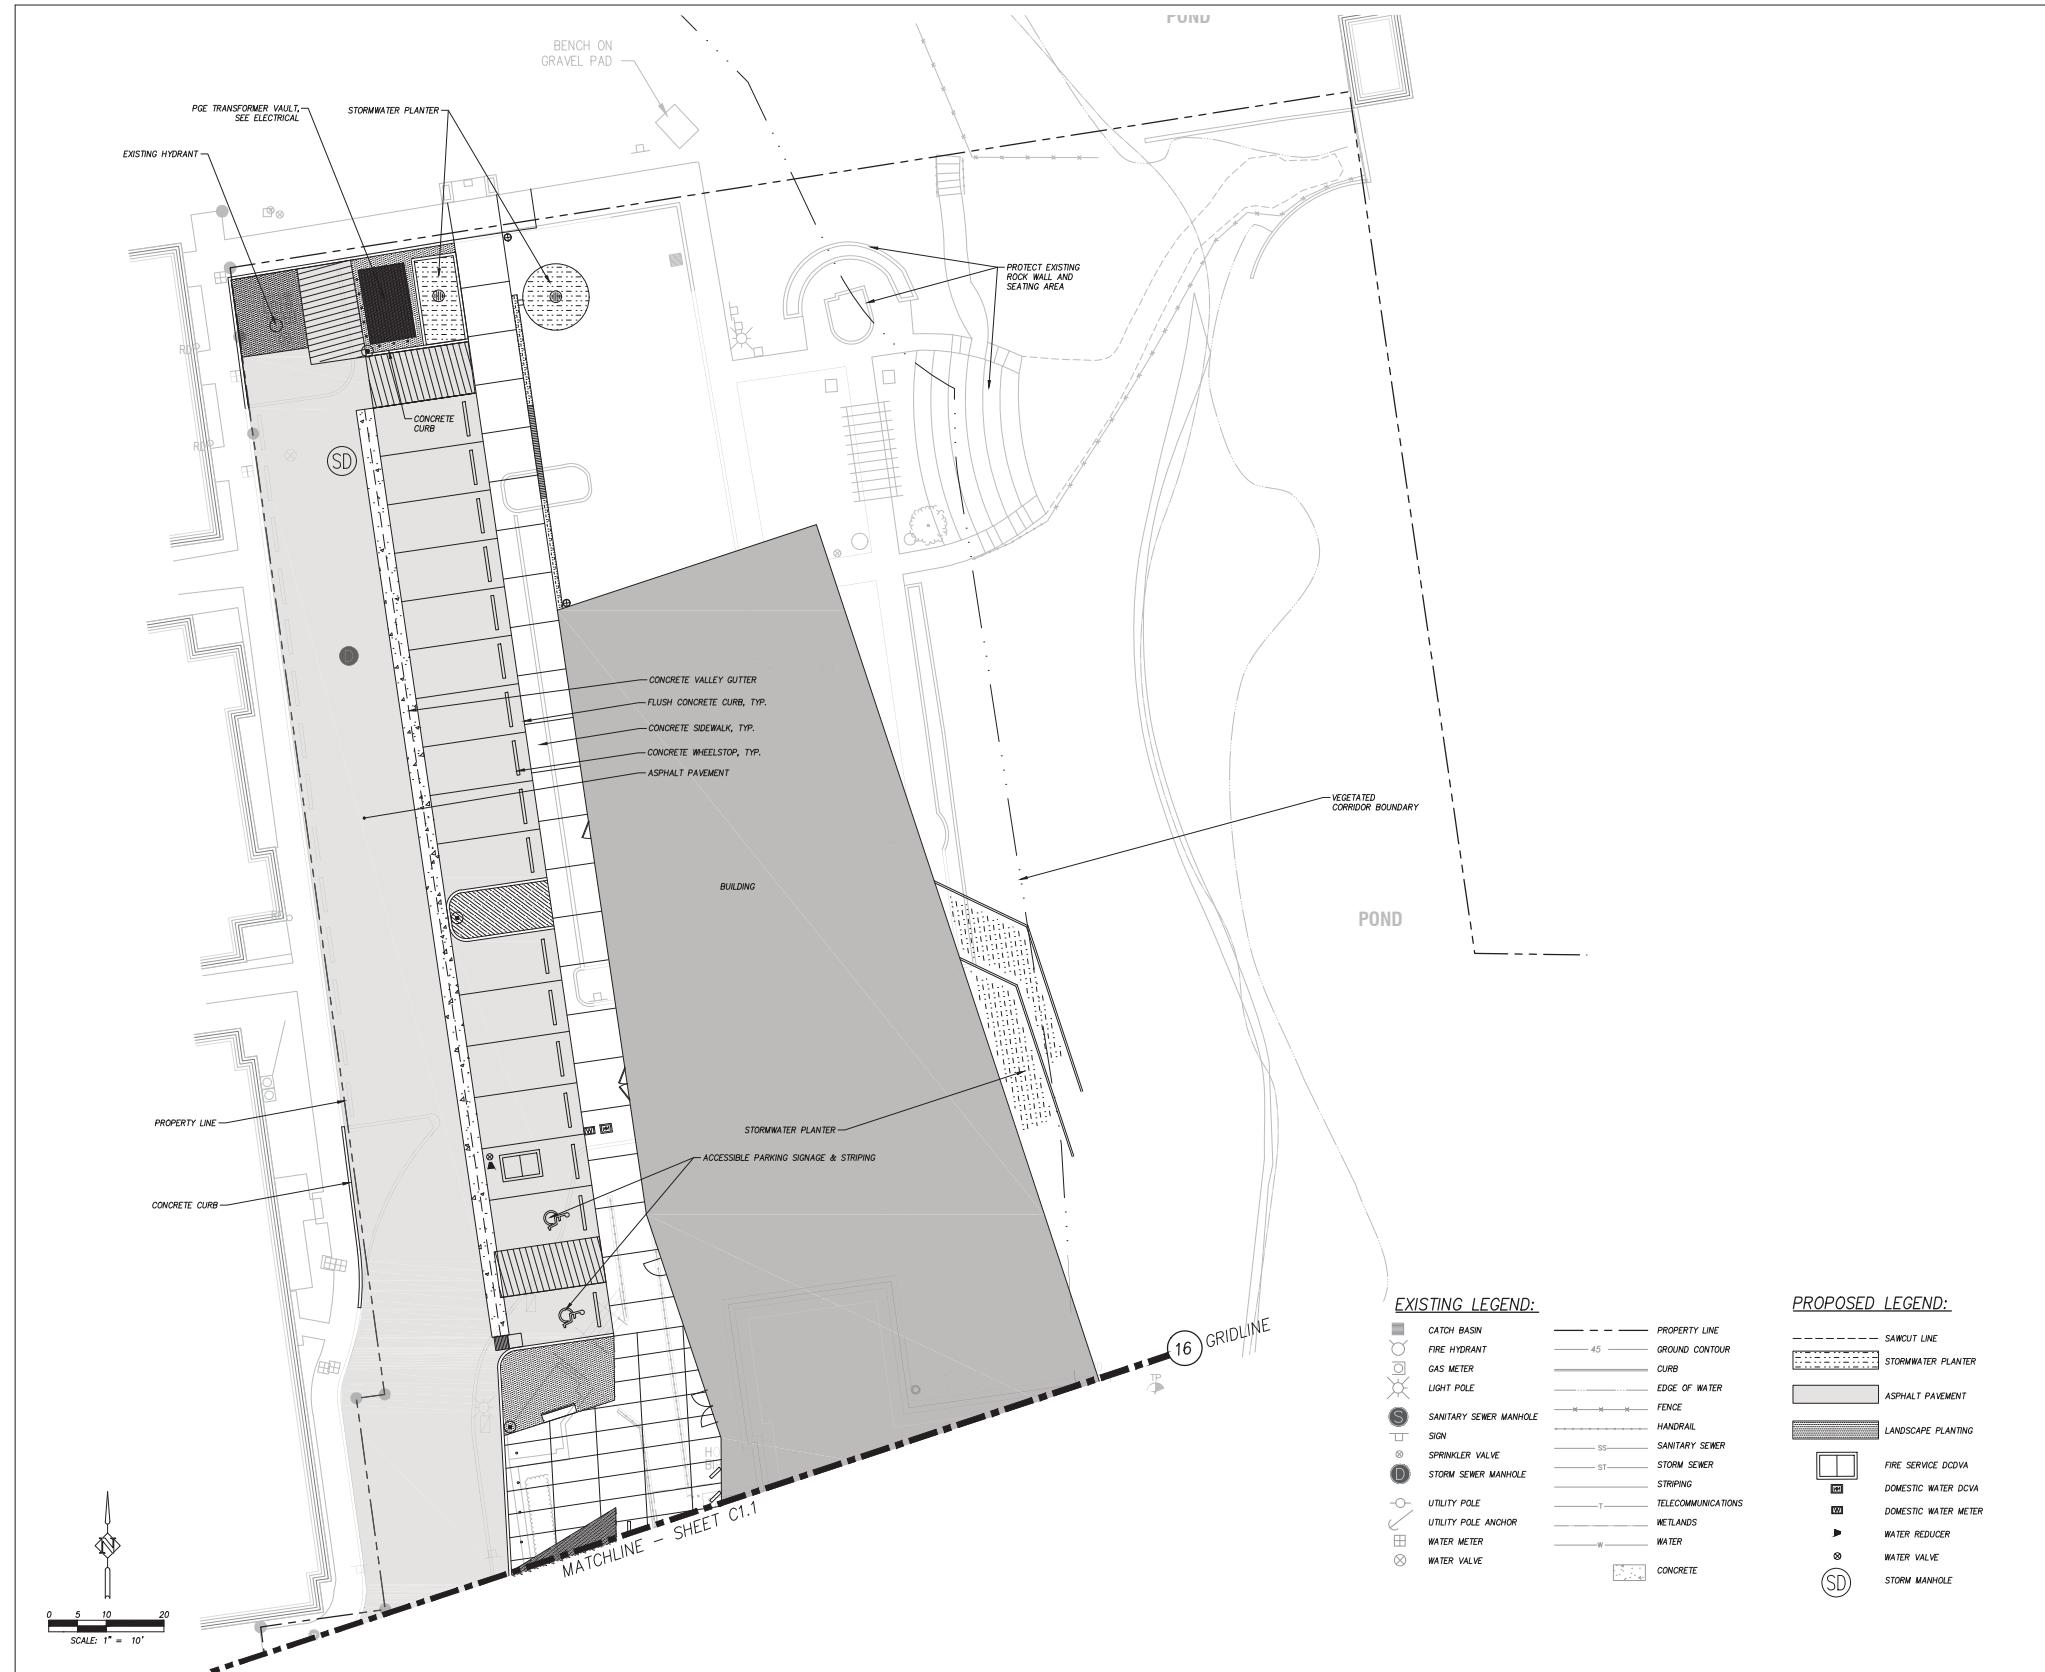 POND
BENCH ON
GRAVEL PAD
PGE TRANSFORMER VAULT,
SEE ELECTRICAL
STORMWATER PLANTER
EXISTING HYDRANT
PROTECT EXISTING
ROCK WALL AND
SEATING AREA
RD
CONCRETE
CURB
RD
SD
D
CONCRETE VALLEY GUTTER
FLUSH CONCRETE CURB, TYP.
CONCRETE SIDEWALK, TYP.
CONCRETE WHEELSTOP, TYP.
ASPHALT PAVEMENT
VEGETATED
CORRIDOR BOUNDARY
BUILDING
POND
PROPERTY LINE
STORMWATER PLANTER
W
ACCESSIBLE PARKING SIGNAGE & STRIPING
CONCRETE CURB
16 GRIDLINE
TP
MATCHLINE - SHEET C1.1
N
0 5 10 20
SCALE: 1" = 10'
EXISTING LEGEND:
CATCH BASIN
FIRE HYDRANT
GAS METER
LIGHT POLE
S SANITARY SEWER MANHOLE
SIGN
SPRINKLER VALVE
D STORM SEWER MANHOLE
UTILITY POLE
UTILITY POLE ANCHOR
WATER METER
WATER VALVE
PROPERTY LINE
45 GROUND CONTOUR
CURB
EDGE OF WATER
FENCE
HANDRAIL
SS SANITARY SEWER
ST STORM SEWER
STRIPING
T TELECOMMUNICATIONS
WETLANDS
W WATER
CONCRETE
PROPOSED LEGEND:
SAWCUT LINE
STORMWATER PLANTER
ASPHALT PAVEMENT
LANDSCAPE PLANTING
FIRE SERVICE DCDVA
DOMESTIC WATER DCVA
W DOMESTIC WATER METER
WATER REDUCER
WATER VALVE
SD STORM MANHOLE